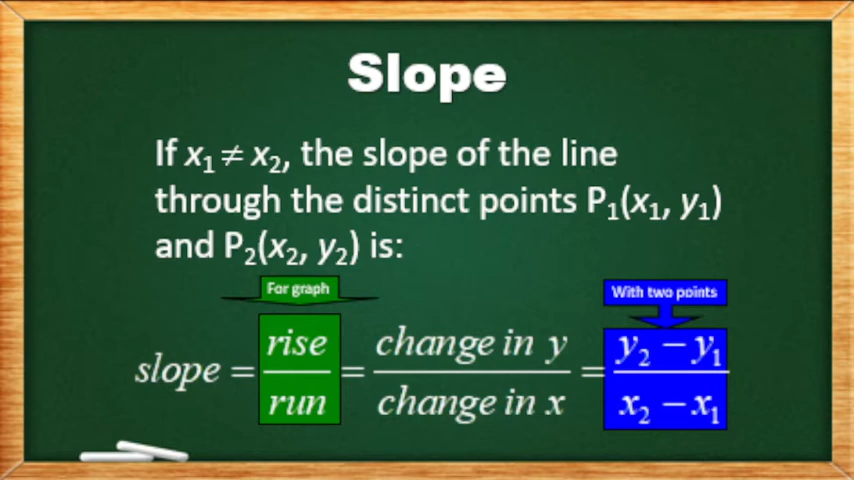 Slope
If x₁ ≠ x₂, the slope of the line
through the distinct points P₁(x₁, y₁)
and P₂(x₂, y₂) is:
For graph
With two points
slope = rise/run = change in y/change in x = y₂ − y₁/x₂ − x₁